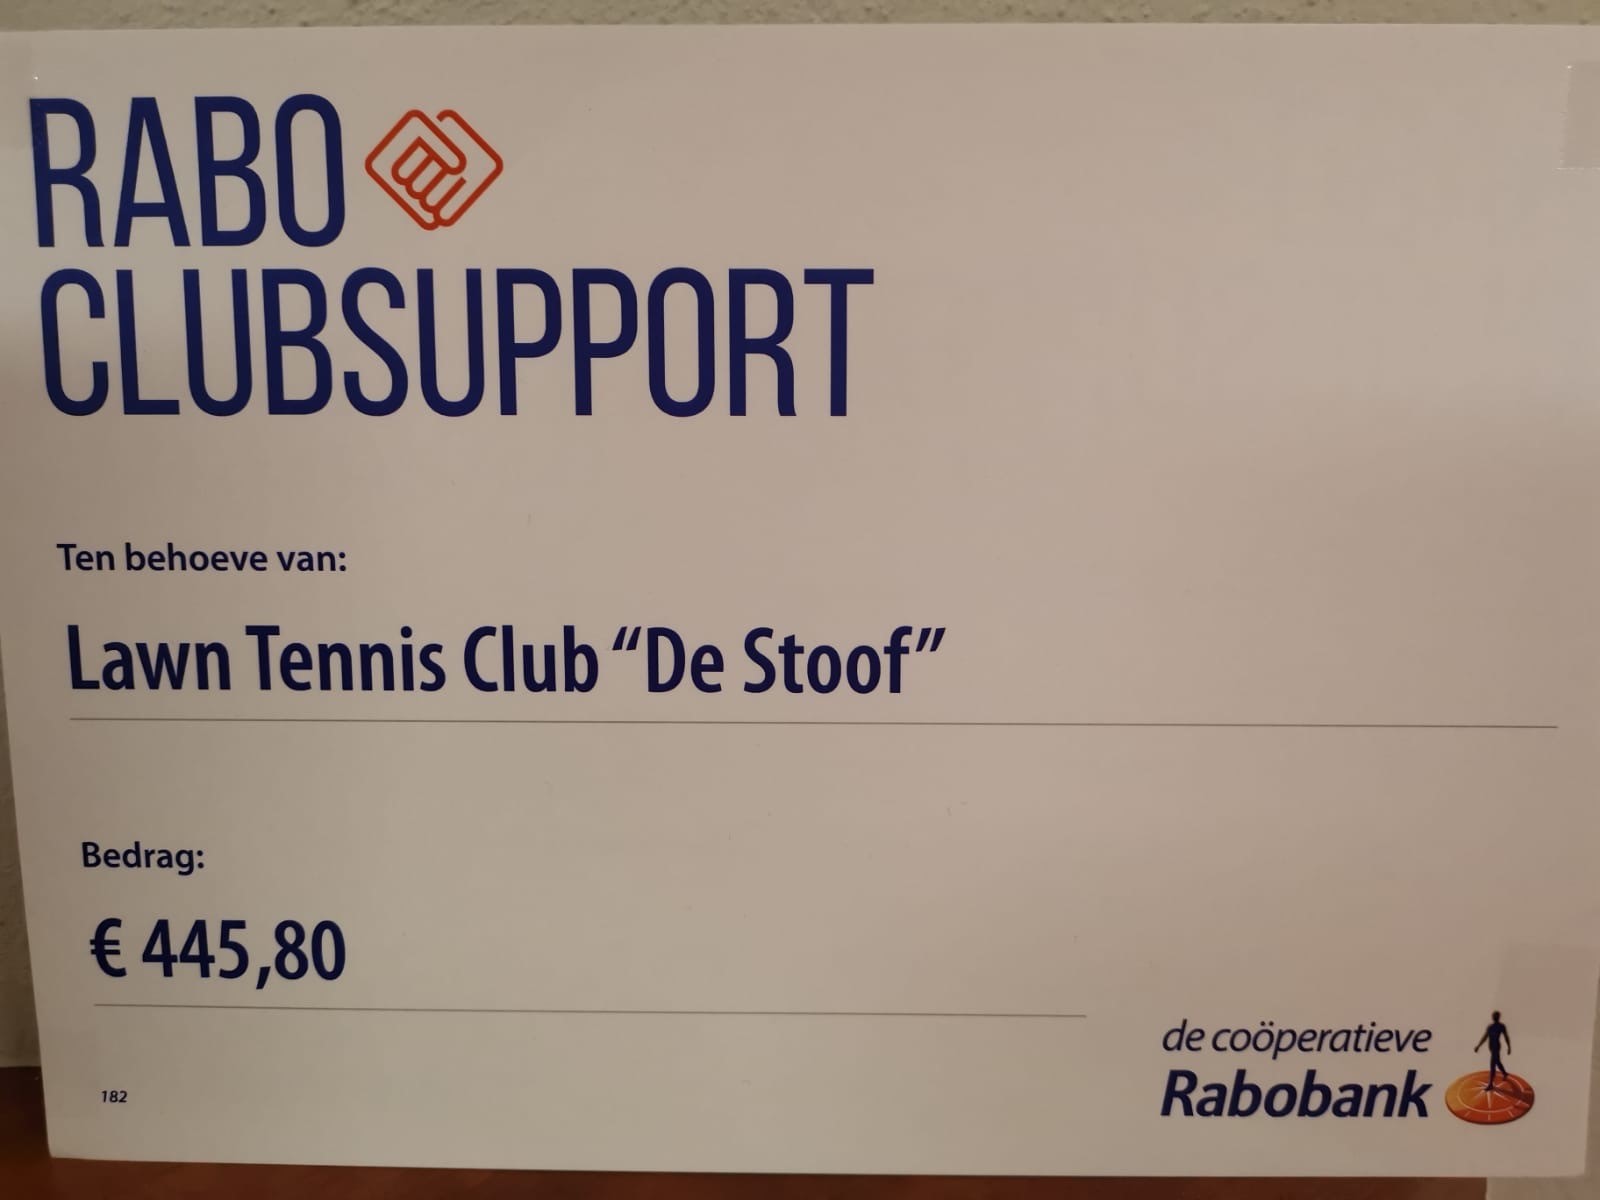 RABO
CLUBSUPPORT
Ten behoeve van:
Lawn Tennis Club “De Stoof”
Bedrag:
€ 445,80
182
de coöperatieve
Rabobank